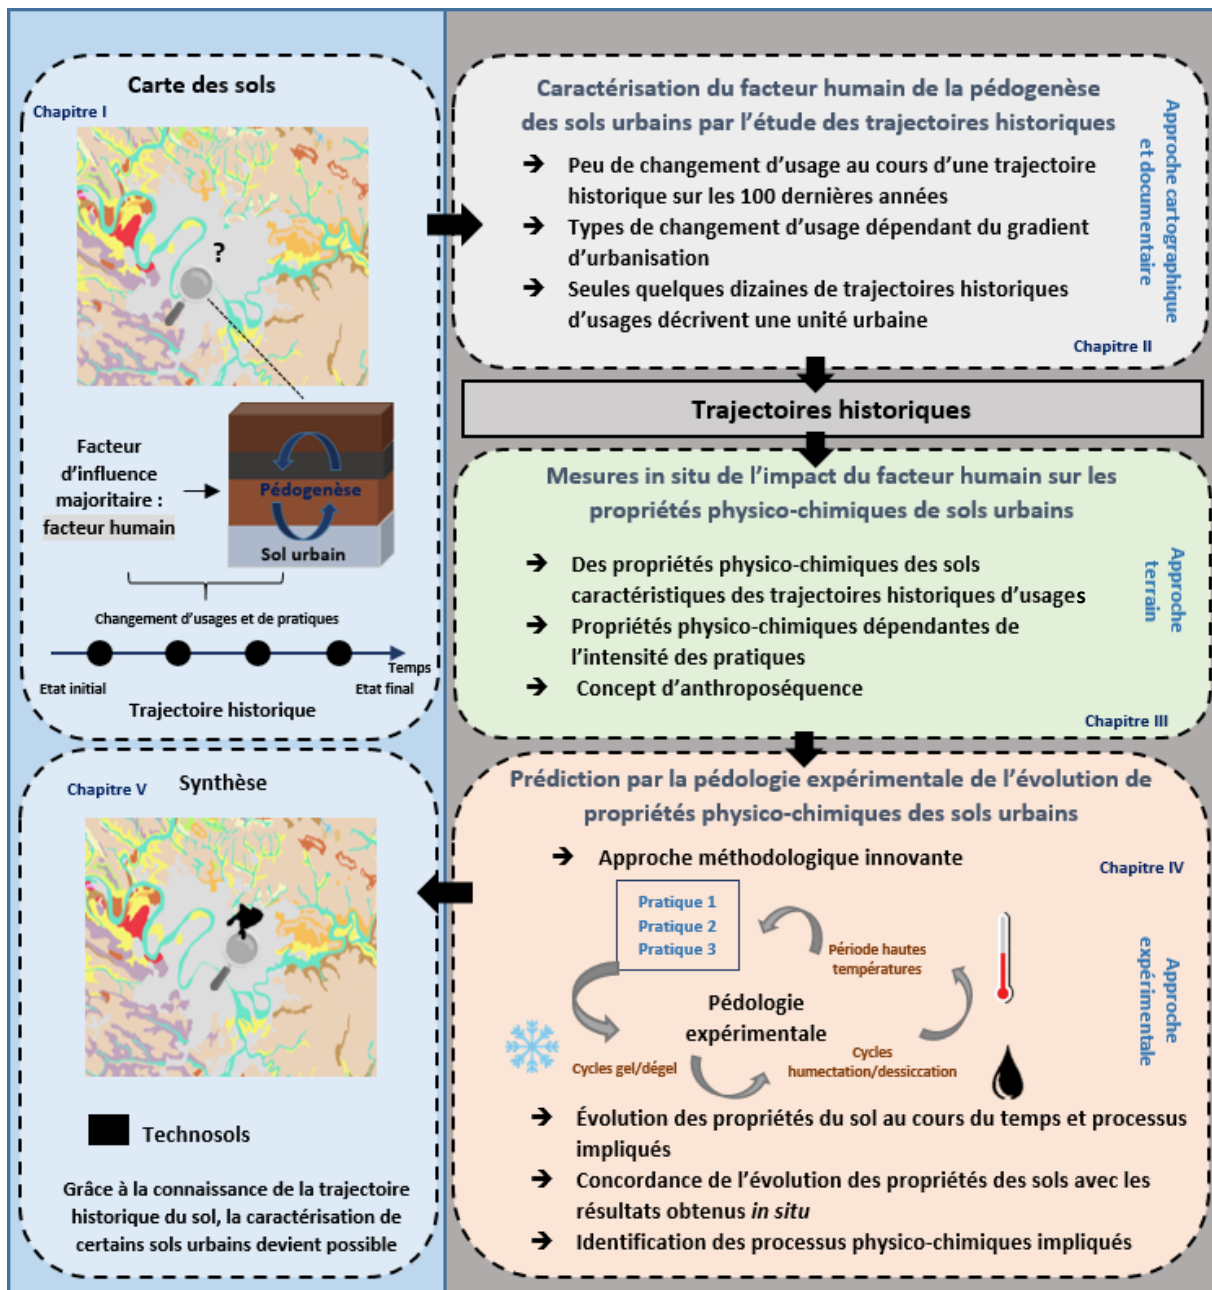 Carte des sols
Chapitre I
?
Facteur
d'influence
majoritaire :
facteur humain
Pédogenèse
Sol urbain
Changement d'usages et de pratiques
Temps
Etat initial
Etat final
Trajectoire historique
Caractérisation du facteur humain de la pédogenèse
des sols urbains par l'étude des trajectoires historiques
➔ Peu de changement d'usage au cours d'une trajectoire
historique sur les 100 dernières années
➔ Types de changement d'usage dépendant du gradient
d'urbanisation
➔ Seules quelques dizaines de trajectoires historiques
d'usages décrivent une unité urbaine
Approche cartographique
et documentaire
Chapitre II
Trajectoires historiques
Mesures in situ de l'impact du facteur humain sur les
propriétés physico-chimiques de sols urbains
➔ Des propriétés physico-chimiques des sols
caractéristiques des trajectoires historiques d'usages
➔ Propriétés physico-chimiques dépendantes de
l'intensité des pratiques
➔ Concept d'anthroposéquence
Approche
terrain
Chapitre III
Prédiction par la pédologie expérimentale de l'évolution de
propriétés physico-chimiques des sols urbains
➔ Approche méthodologique innovante
Chapitre IV
Pratique 1
Pratique 2
Pratique 3
Période hautes
températures
Pédologie
expérimentale
Cycles gel/dégel
Cycles
humectation/dessiccation
Approche
expérimentale
➔ Évolution des propriétés du sol au cours du temps et processus
impliqués
➔ Concordance de l'évolution des propriétés des sols avec les
résultats obtenus in situ
➔ Identification des processus physico-chimiques impliqués
Chapitre V
Synthèse
Technosols
Grâce à la connaissance de la trajectoire
historique du sol, la caractérisation de
certains sols urbains devient possible